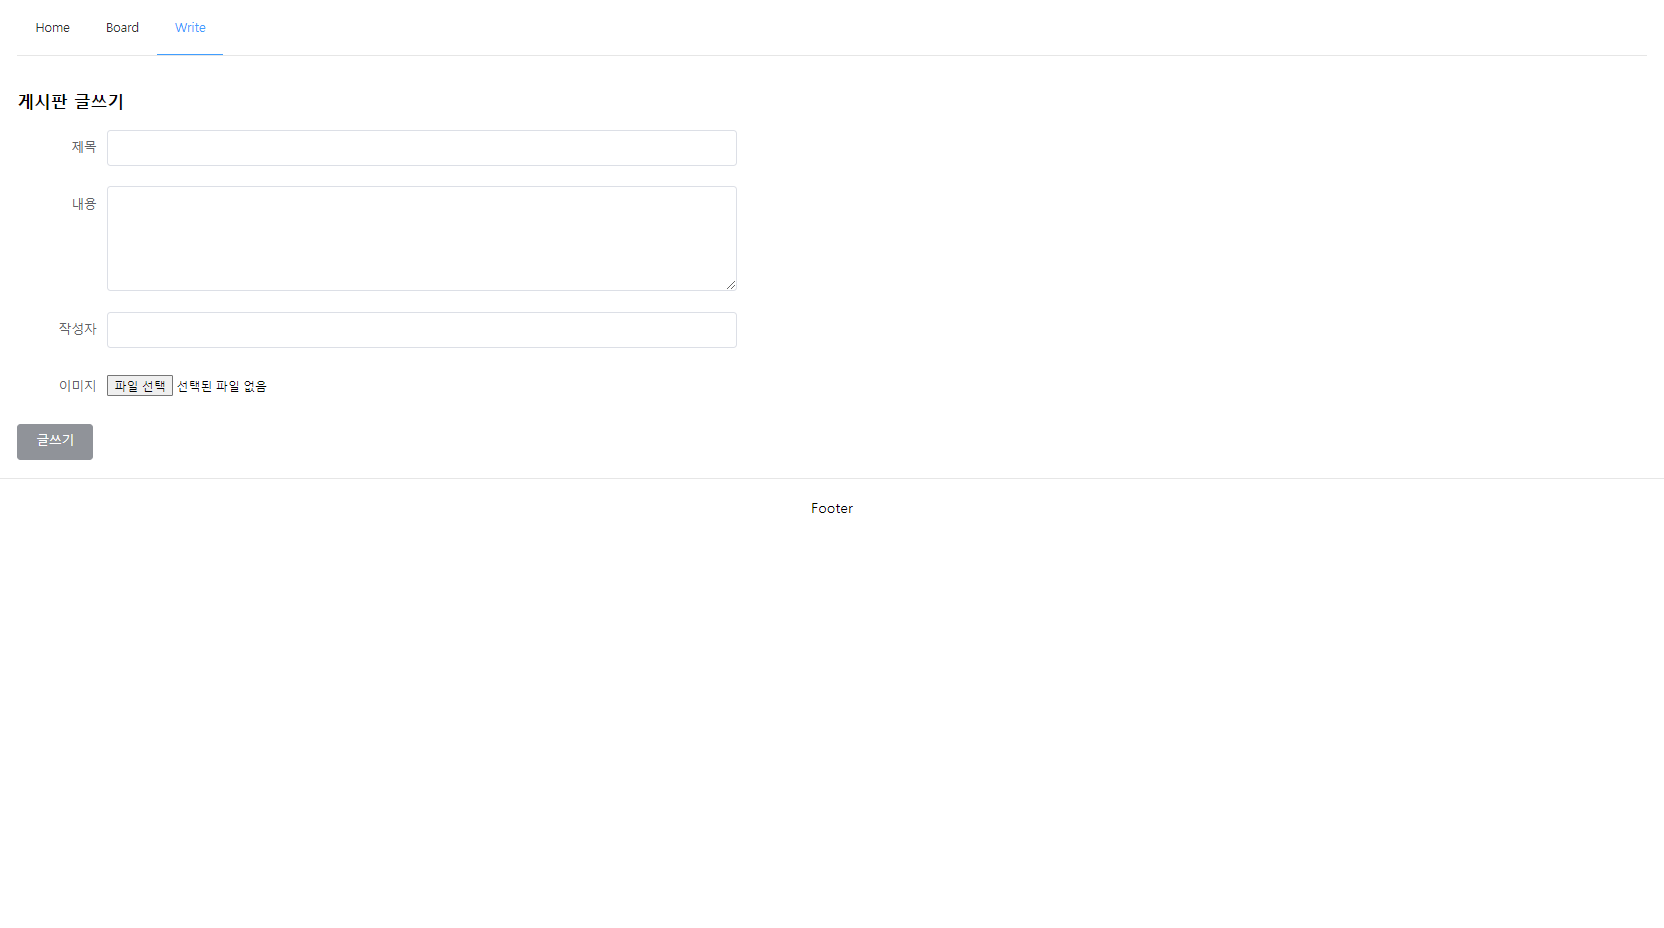 Home Board Write
게시판 글쓰기
제목
내용
작성자
이미지 파일 선택 선택된 파일 없음
글쓰기
Footer